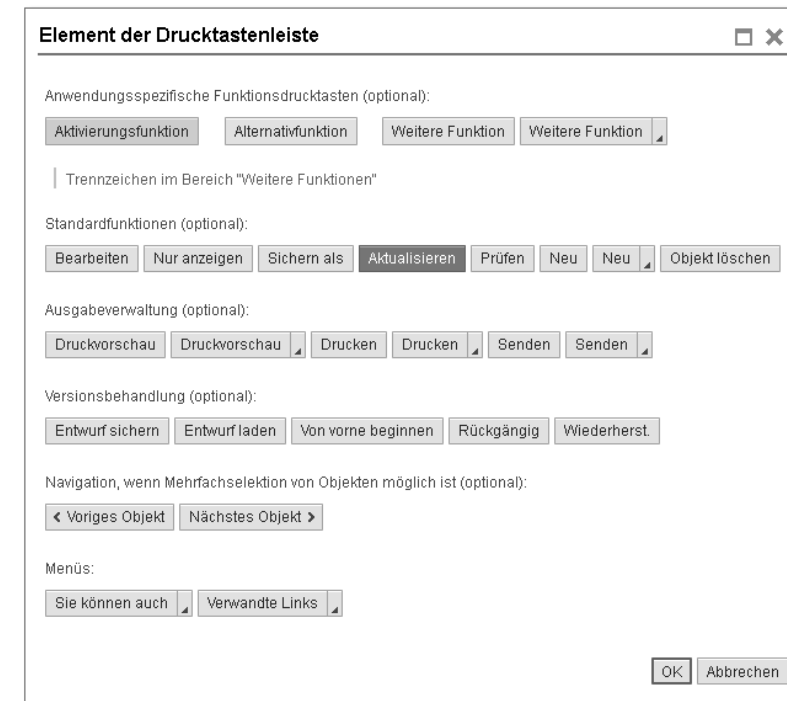 Element der Drucktastenleiste
Anwendungsspezifische Funktionsdrucktasten (optional):
Aktivierungsfunktion Alternativfunktion Weitere Funktion Weitere Funktion
Trennzeichen im Bereich "Weitere Funktionen"
Standardfunktionen (optional):
Bearbeiten Nur anzeigen Sichern als Aktualisieren Prüfen Neu Neu Objekt löschen
Ausgabeverwaltung (optional):
Druckvorschau Druckvorschau Drucken Drucken Senden Senden
Versionsbehandlung (optional):
Entwurf sichern Entwurf laden Von vorne beginnen Rückgängig Wiederherst.
Navigation, wenn Mehrfachselektion von Objekten möglich ist (optional):
< Voriges Objekt Nächstes Objekt >
Menüs:
Sie können auch Verwandte Links
OK Abbrechen